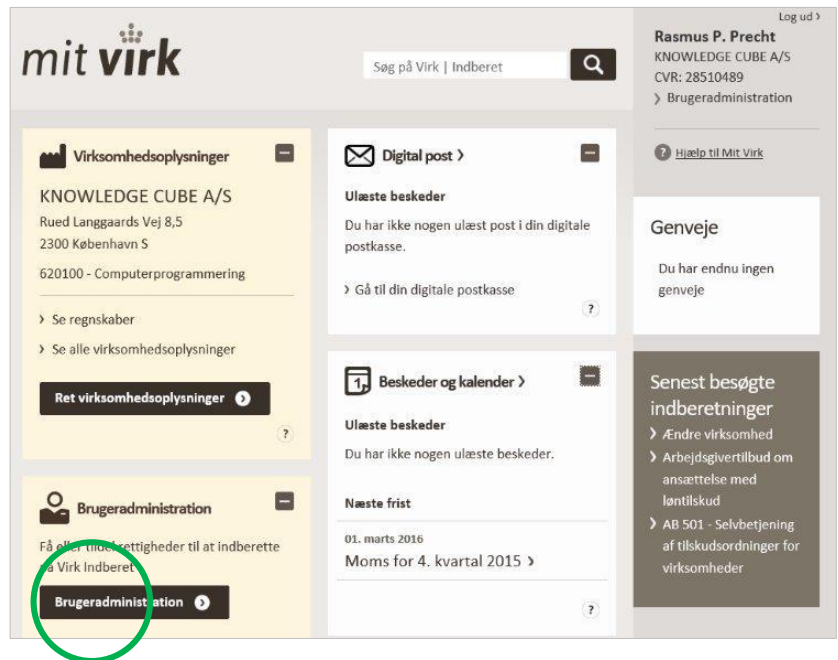 Log ud >
mit virk
Søg på Virk | Indberet
Rasmus P. Precht
KNOWLEDGE CUBE A/S
CVR: 28510489
> Brugeradministration
? Hjælp til Mit Virk
Virksomhedsoplysninger
KNOWLEDGE CUBE A/S
Rued Langgaards Vej 8,5
2300 København S
620100 - Computerprogrammering
> Se regnskaber
> Se alle virksomhedsoplysninger
Ret virksomhedsoplysninger >
?
Brugeradministration
Få eller tildel rettigheder til at indberette
på Virk Indberet
Brugeradministration >
Digital post >
Ulæste beskeder
Du har ikke nogen ulæst post i din digitale
postkasse.
> Gå til din digitale postkasse
?
1
Beskeder og kalender >
Ulæste beskeder
Du har ikke nogen ulæste beskeder.
Næste frist
01. marts 2016
Moms for 4. kvartal 2015 >
?
Genveje
Du har endnu ingen
genveje
Senest besøgte
indberetninger
> Ændre virksomhed
> Arbejdsgivertilbud om
ansættelse med
løntilskud
> AB 501 - Selvbetjening
af tilskudsordninger for
virksomheder